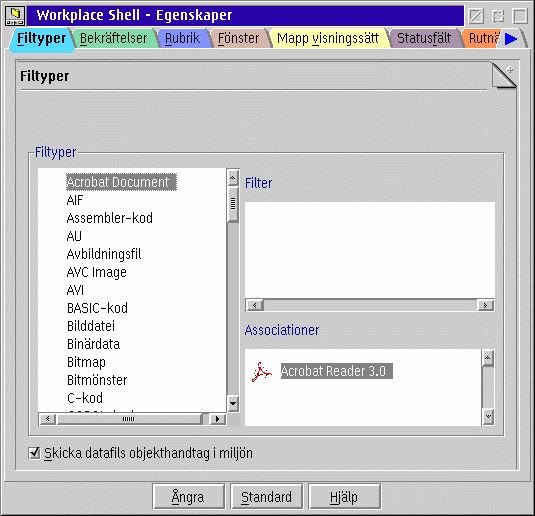 Workplace Shell - Egenskaper
Filtyper Bekräftelser Rubrik Fönster Mapp visningssätt Statusfält Rutnä
Filtyper
Filtyper
Acrobat Document
AIF
Assembler-kod
AU
Avbildningsfil
AVC Image
AVI
BASIC-kod
Bilddatei
Binärdata
Bitmap
Bitmönster
C-kod
Filter
Associationer
Acrobat Reader 3.0
Skicka datafils objekthandtag i miljön
Ångra Standard Hjälp